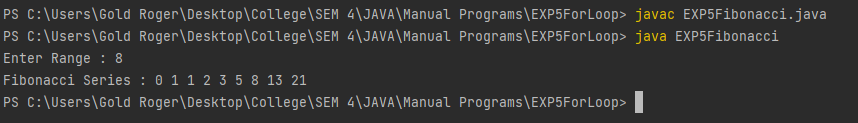 PS C:\Users\Gold Roger\Desktop\College\SEM 4\JAVA\Manual Programs\EXP5ForLoop> javac EXP5Fibonacci.java
PS C:\Users\Gold Roger\Desktop\College\SEM 4\JAVA\Manual Programs\EXP5ForLoop> java EXP5Fibonacci
Enter Range : 8
Fibonacci Series : 0 1 1 2 3 5 8 13 21
PS C:\Users\Gold Roger\Desktop\College\SEM 4\JAVA\Manual Programs\EXP5ForLoop>